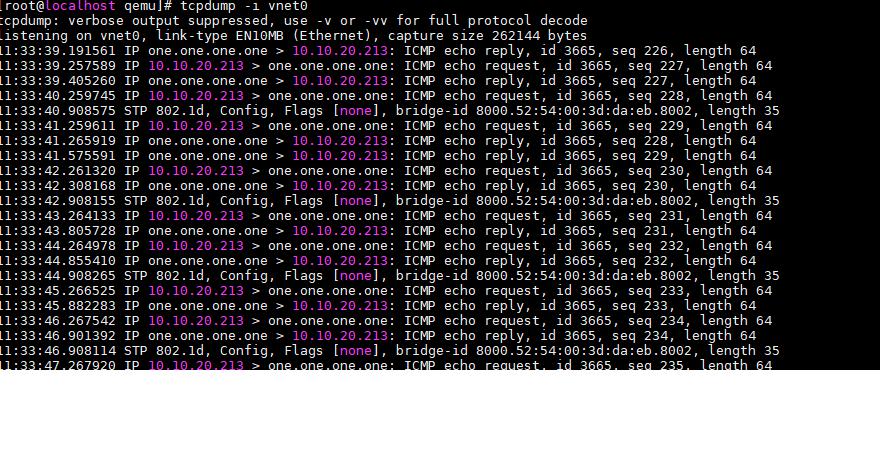 [root@localhost qemu]# tcpdump -i vnet0
tcpdump: verbose output suppressed, use -v or -vv for full protocol decode
listening on vnet0, link-type EN10MB (Ethernet), capture size 262144 bytes
11:33:39.191561 IP one.one.one.one > 10.10.20.213: ICMP echo reply, id 3665, seq 226, length 64
11:33:39.257589 IP 10.10.20.213 > one.one.one.one: ICMP echo request, id 3665, seq 227, length 64
11:33:39.405260 IP one.one.one.one > 10.10.20.213: ICMP echo reply, id 3665, seq 227, length 64
11:33:40.259745 IP 10.10.20.213 > one.one.one.one: ICMP echo request, id 3665, seq 228, length 64
11:33:40.908575 STP 802.1d, Config, Flags [none], bridge-id 8000.52:54:00:3d:da:eb.8002, length 35
11:33:41.259611 IP 10.10.20.213 > one.one.one.one: ICMP echo request, id 3665, seq 229, length 64
11:33:41.265919 IP one.one.one.one > 10.10.20.213: ICMP echo reply, id 3665, seq 228, length 64
11:33:41.575591 IP one.one.one.one > 10.10.20.213: ICMP echo reply, id 3665, seq 229, length 64
11:33:42.261320 IP 10.10.20.213 > one.one.one.one: ICMP echo request, id 3665, seq 230, length 64
11:33:42.308168 IP one.one.one.one > 10.10.20.213: ICMP echo reply, id 3665, seq 230, length 64
11:33:42.908155 STP 802.1d, Config, Flags [none], bridge-id 8000.52:54:00:3d:da:eb.8002, length 35
11:33:43.264133 IP 10.10.20.213 > one.one.one.one: ICMP echo request, id 3665, seq 231, length 64
11:33:43.805728 IP one.one.one.one > 10.10.20.213: ICMP echo reply, id 3665, seq 231, length 64
11:33:44.264978 IP 10.10.20.213 > one.one.one.one: ICMP echo request, id 3665, seq 232, length 64
11:33:44.855410 IP one.one.one.one > 10.10.20.213: ICMP echo reply, id 3665, seq 232, length 64
11:33:44.908265 STP 802.1d, Config, Flags [none], bridge-id 8000.52:54:00:3d:da:eb.8002, length 35
11:33:45.266525 IP 10.10.20.213 > one.one.one.one: ICMP echo request, id 3665, seq 233, length 64
11:33:45.882283 IP one.one.one.one > 10.10.20.213: ICMP echo reply, id 3665, seq 233, length 64
11:33:46.267542 IP 10.10.20.213 > one.one.one.one: ICMP echo request, id 3665, seq 234, length 64
11:33:46.901392 IP one.one.one.one > 10.10.20.213: ICMP echo reply, id 3665, seq 234, length 64
11:33:46.908114 STP 802.1d, Config, Flags [none], bridge-id 8000.52:54:00:3d:da:eb.8002, length 35
11:33:47.267920 IP 10.10.20.213 > one.one.one.one: ICMP echo request, id 3665, seq 235, length 64